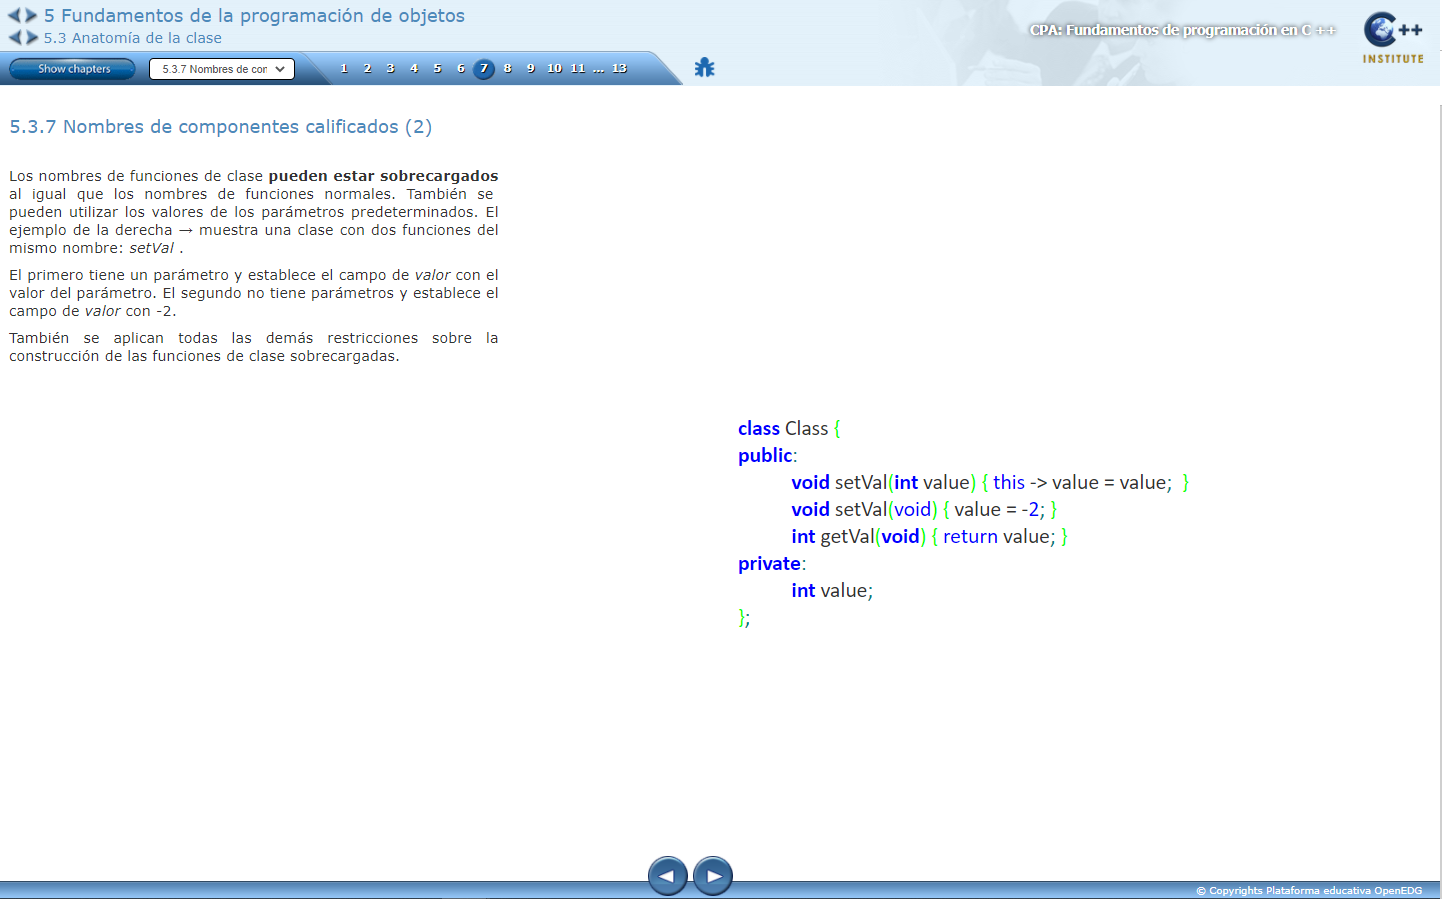 5 Fundamentos de la programación de objetos
5.3 Anatomía de la clase
CPA: Fundamentos de programación en C ++
C++
INSTITUTE
Show chapters
5.3.7 Nombres de con
1 2 3 4 5 6 7 8 9 10 11 ... 13
5.3.7 Nombres de componentes calificados (2)
Los nombres de funciones de clase pueden estar sobrecargados
al igual que los nombres de funciones normales. También se
pueden utilizar los valores de los parámetros predeterminados. El
ejemplo de la derecha → muestra una clase con dos funciones del
mismo nombre: setVal .
El primero tiene un parámetro y establece el campo de valor con el
valor del parámetro. El segundo no tiene parámetros y establece el
campo de valor con -2.
También se aplican todas las demás restricciones sobre la
construcción de las funciones de clase sobrecargadas.
class Class {
public:
void setVal(int value) { this -> value = value; }
void setVal(void) { value = -2; }
int getVal(void) { return value; }
private:
int value;
};
© Copyrights Plataforma educativa OpenEDG